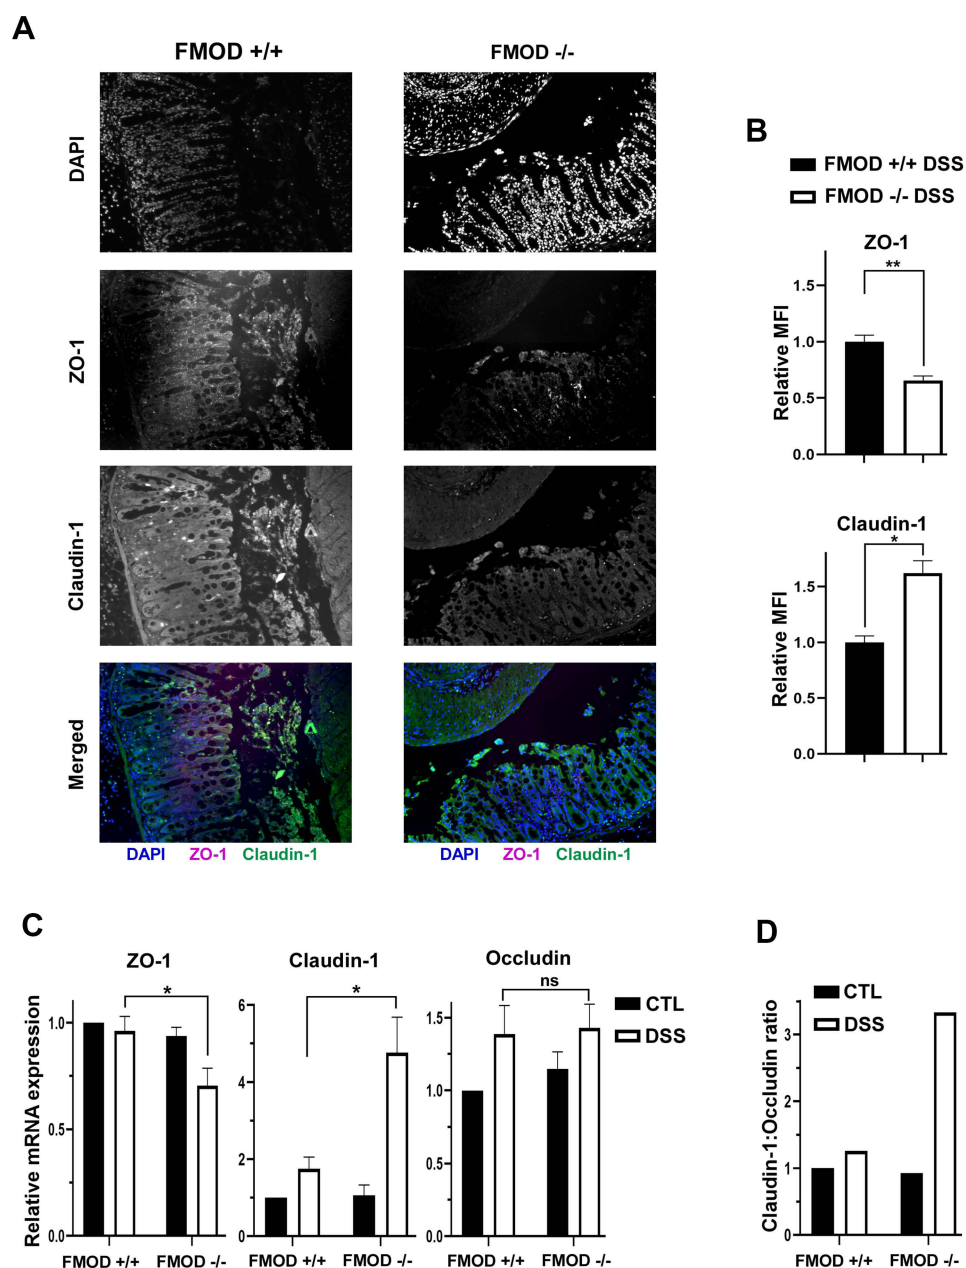 A
FMOD +/+
FMOD -/-
DAPI
ZO-1
Claudin-1
Merged
DAPI ZO-1 Claudin-1
DAPI ZO-1 Claudin-1
B
FMOD +/+ DSS
FMOD -/- DSS
ZO-1
**
Relative MFI
1.5
1.0
0.5
0.0
Claudin-1
*
Relative MFI
1.5
1.0
0.5
0.0
C
ZO-1
*
Relative mRNA expression
1.0
0.5
0.0
FMOD +/+ FMOD -/-
Claudin-1
*
6
4
2
0
FMOD +/+ FMOD -/-
Occludin
ns
1.5
1.0
0.5
0.0
FMOD +/+ FMOD -/-
CTL
DSS
D
CTL
DSS
Claudin-1:Occludin ratio
3
2
1
0
FMOD +/+ FMOD -/-